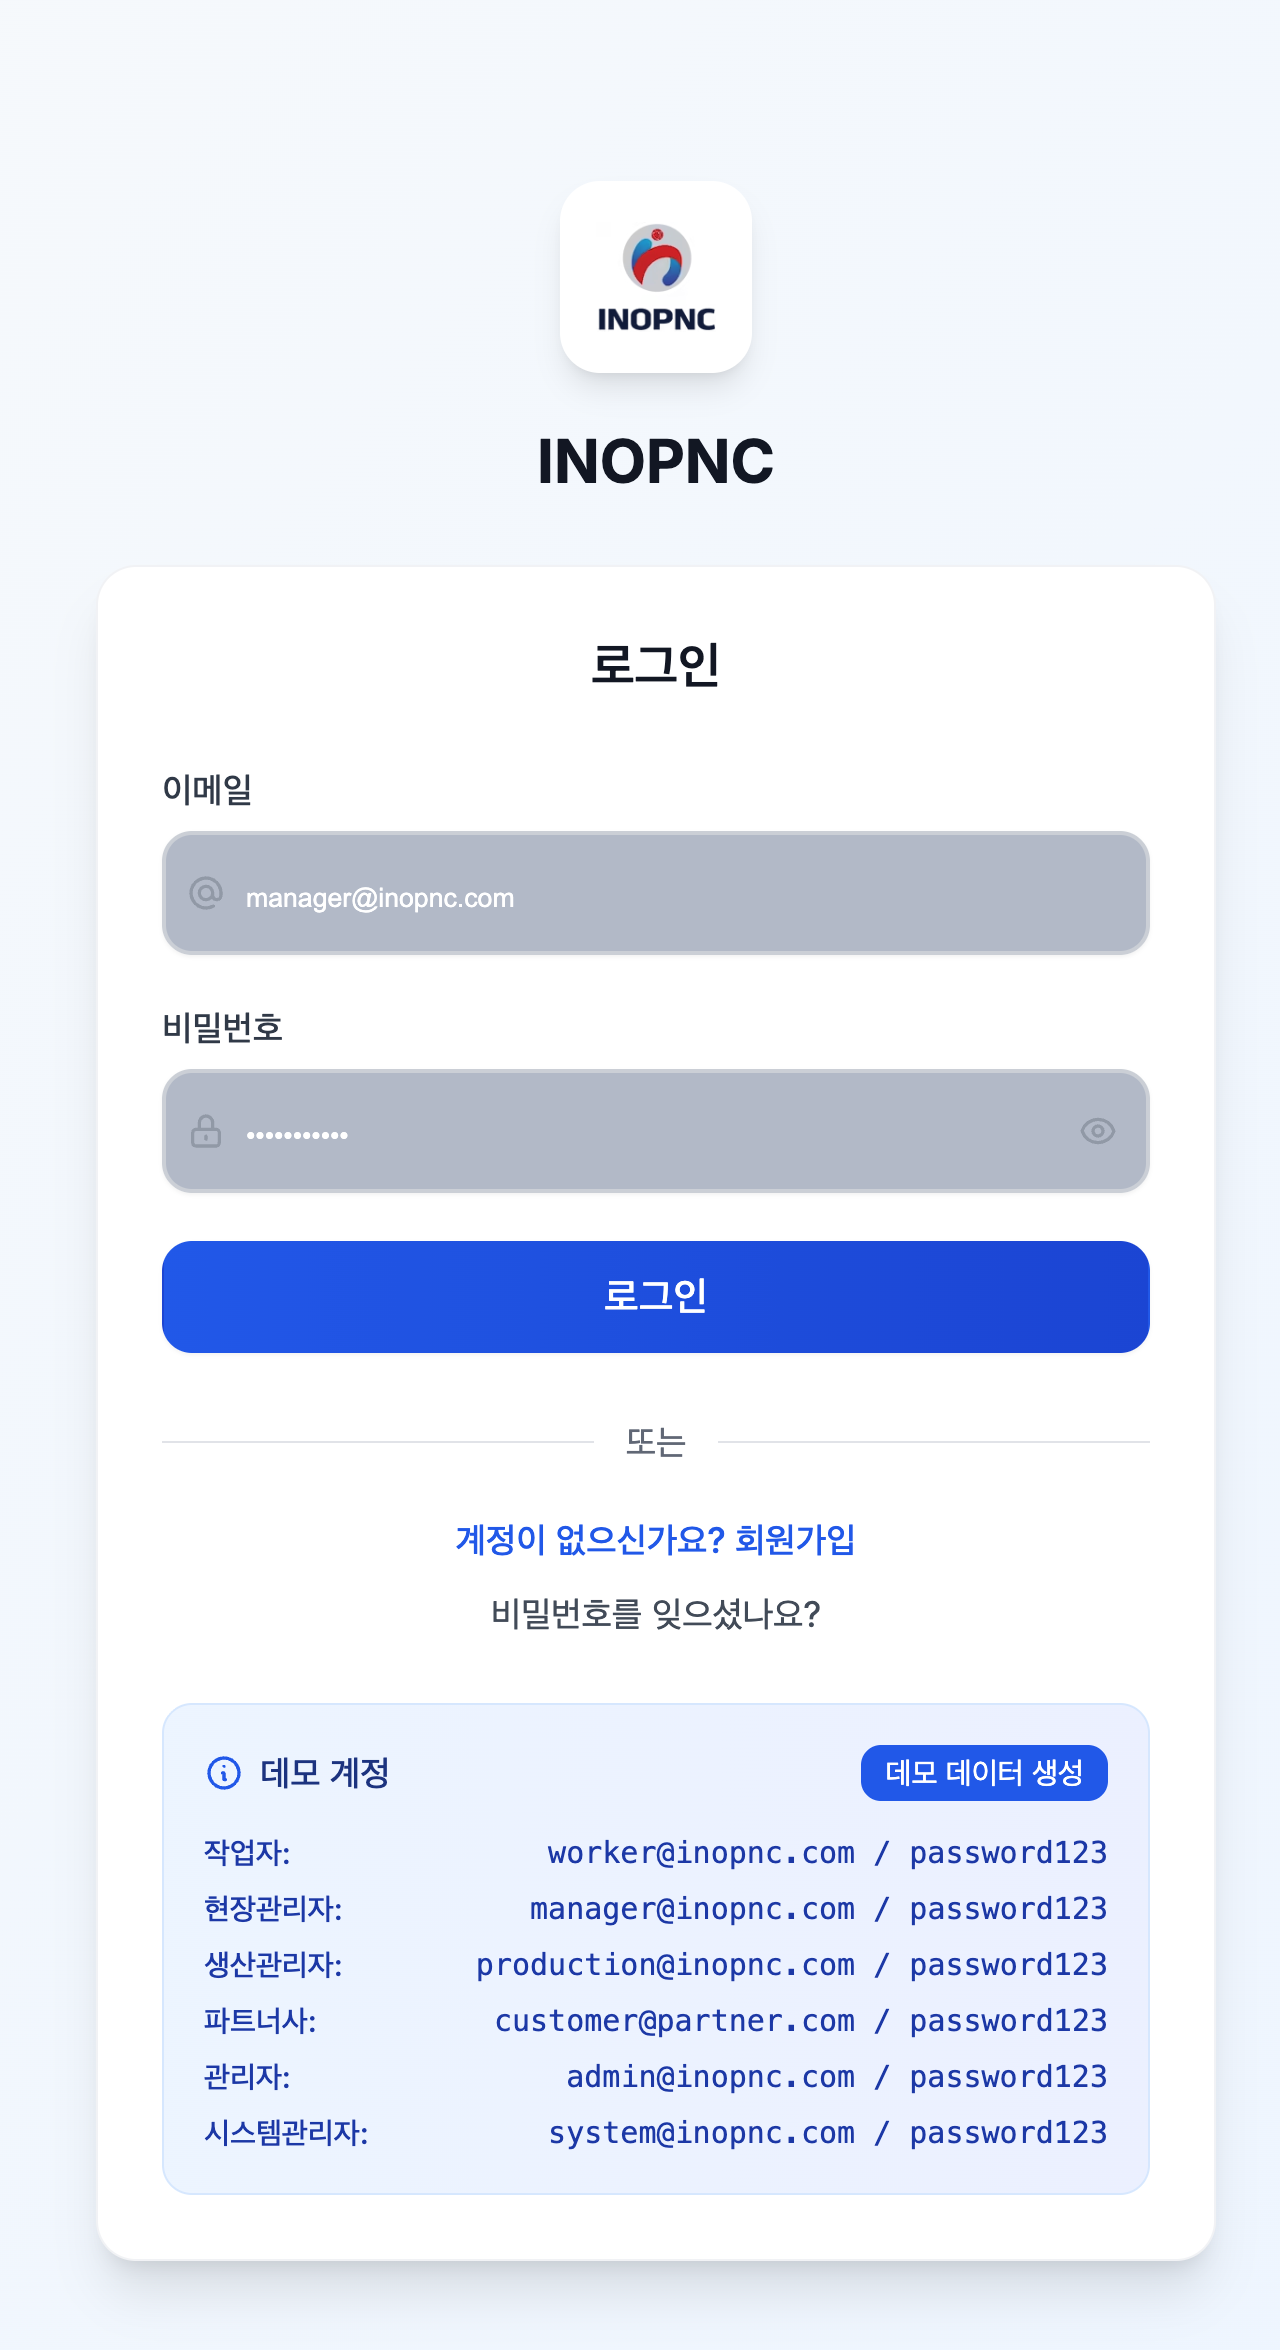 INOPNC
INOPNC
로그인
이메일
manager@inopnc.com
비밀번호
•••••••••••
로그인
또는
계정이 없으신가요? 회원가입
비밀번호를 잊으셨나요?
데모 계정
데모 데이터 생성
작업자: worker@inopnc.com / password123
현장관리자: manager@inopnc.com / password123
생산관리자: production@inopnc.com / password123
파트너사: customer@partner.com / password123
관리자: admin@inopnc.com / password123
시스템관리자: system@inopnc.com / password123